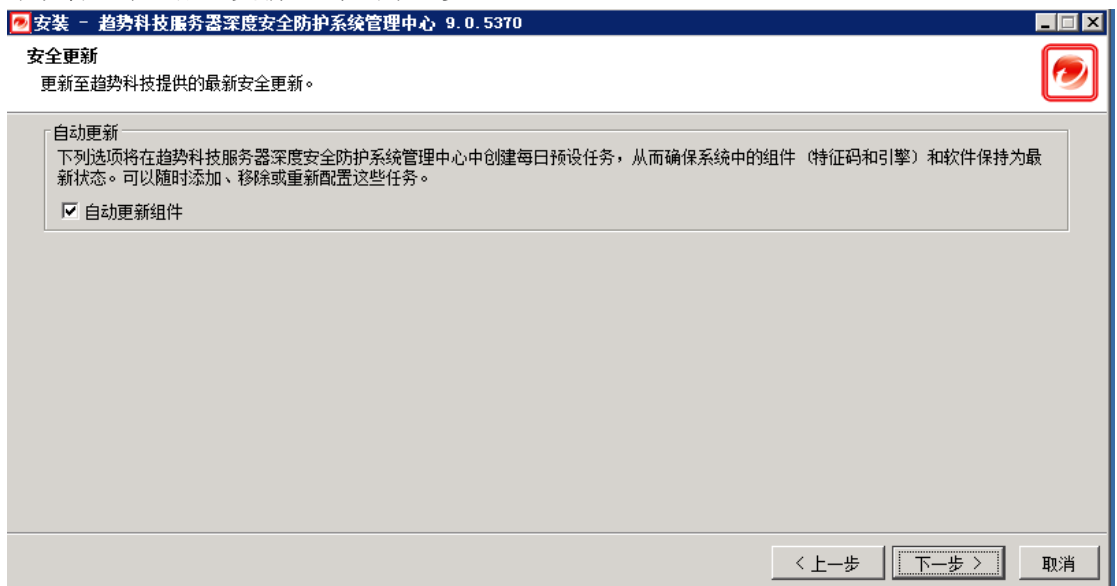 安装 - 趋势科技服务器深度安全防护系统管理中心 9.0.5370
安全更新
更新至趋势科技提供的最新安全更新。
自动更新
下列选项将在趋势科技服务器深度安全防护系统管理中心中创建每日预设任务，从而确保系统中的组件（特征码和引擎）和软件保持为最
新状态。可以随时添加、移除或重新配置这些任务。
自动更新组件
< 上一步
下一步 >
取消